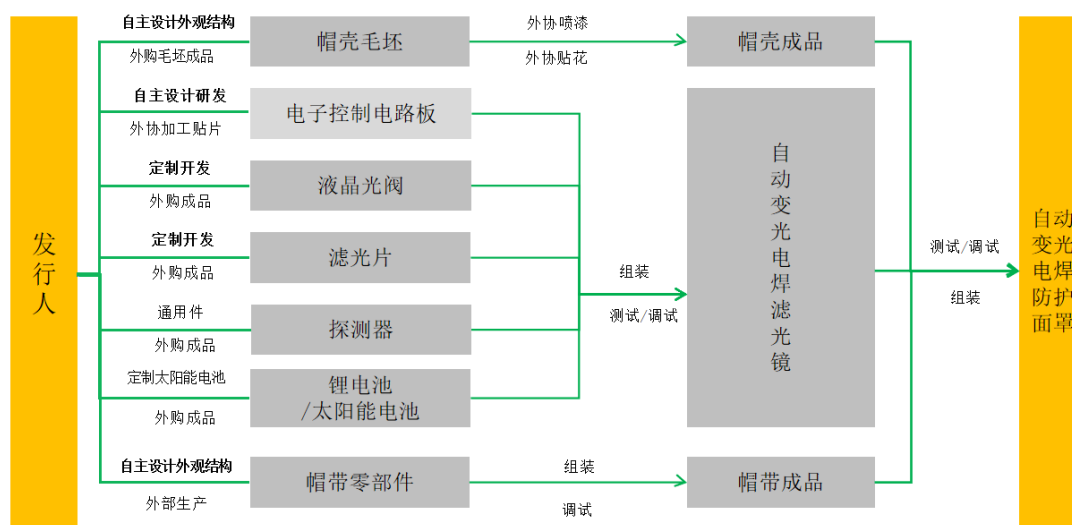 发
行
人
自主设计外观结构
外购毛坯成品
帽壳毛坯
外协喷漆
外协贴花
帽壳成品
自主设计研发
外协加工贴片
电子控制电路板
定制开发
外购成品
液晶光阀
定制开发
外购成品
滤光片
通用件
外购成品
探测器
定制太阳能电池
外购成品
锂电池
/太阳能电池
组装
测试/调试
自
动
变
光
电
焊
滤
光
镜
自主设计外观结构
外部生产
帽带零部件
组装
调试
帽带成品
测试/调试
组装
自动
变光
电焊
防护
面罩